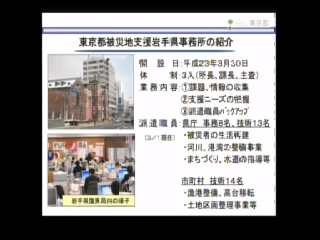 東京都
東京都被災地支援岩手県事務所の紹介
開設日:平成23年3月30日
体制:3人(所長、課長、主査)
業務内容:①課題、情報の収集
②支援ニーズの把握
③派遣職員バックアップ
派遣職員:県庁 事務8名、技術13名
現在)
・被災者の生活再建
・河川、港湾の整備事業
・まちづくり、水道の指導等
市町村 技術14名
・漁港整備、高台移転
・土地区画整理事業等
岩手県復興局内の様子